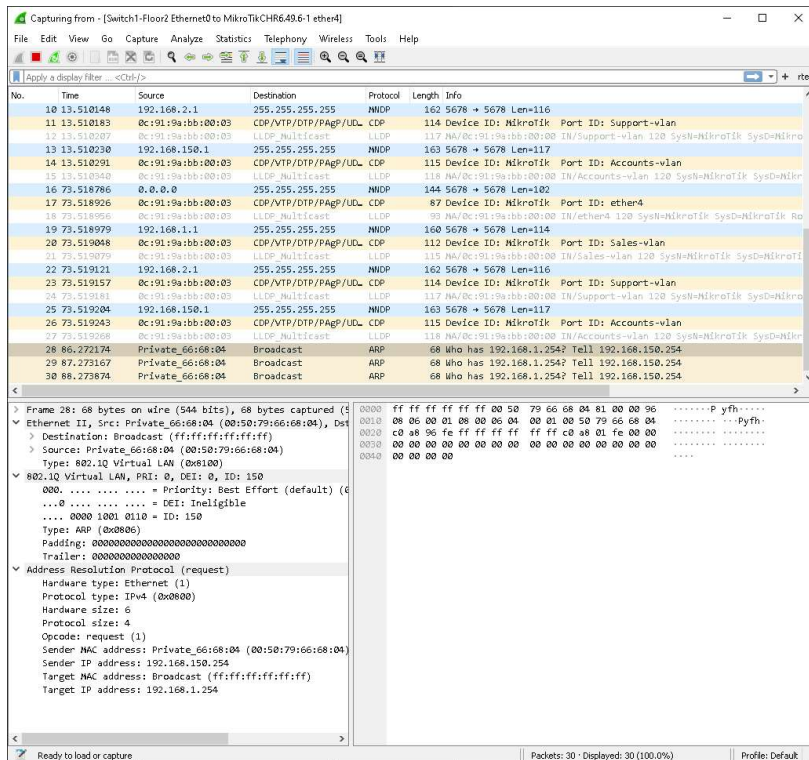 Capturing from - [Switch1-Floor2 Ethernet0 to MikroTikCHR6.49.6-1 ether4]
File Edit View Go Capture Analyze Statistics Telephony Wireless Tools Help
Apply a display filter ... <Ctrl-/>
+ rte
No. Time Source Destination Protocol Length Info
10 13.510148 192.168.2.1 255.255.255.255 MNDP 162 5678 → 5678 Len=116
11 13.510183 0c:91:9a:bb:00:03 CDP/VTP/DTP/PAgP/UD… CDP 114 Device ID: MikroTik Port ID: Support-vlan
12 13.510207 0c:91:9a:bb:00:03 LLDP_Multicast LLDP 117 MA/0c:91:9a:bb:00:00 IN/Support-vlan 120 SysN=MikroTik SysD=Mikro
13 13.510230 192.168.150.1 255.255.255.255 MNDP 163 5678 → 5678 Len=117
14 13.510291 0c:91:9a:bb:00:03 CDP/VTP/DTP/PAgP/UD… CDP 115 Device ID: MikroTik Port ID: Accounts-vlan
15 13.510340 0c:91:9a:bb:00:03 LLDP_Multicast LLDP 118 MA/0c:91:9a:bb:00:00 IN/Accounts-vlan 120 SysN=MikroTik SysD=Mikr
16 73.518786 0.0.0.0 255.255.255.255 MNDP 144 5678 → 5678 Len=102
17 73.518926 0c:91:9a:bb:00:03 CDP/VTP/DTP/PAgP/UD… CDP 87 Device ID: MikroTik Port ID: ether4
18 73.518956 0c:91:9a:bb:00:03 LLDP_Multicast LLDP 93 MA/0c:91:9a:bb:00:00 IN/ether4 120 SysN=MikroTik SysD=MikroTik Ro
19 73.518979 192.168.1.1 255.255.255.255 MNDP 160 5678 → 5678 Len=114
20 73.519048 0c:91:9a:bb:00:03 CDP/VTP/DTP/PAgP/UD… CDP 112 Device ID: MikroTik Port ID: Sales-vlan
21 73.519079 0c:91:9a:bb:00:03 LLDP_Multicast LLDP 115 MA/0c:91:9a:bb:00:00 IN/Sales-vlan 120 SysN=MikroTik SysD=MikroTi
22 73.519121 192.168.2.1 255.255.255.255 MNDP 162 5678 → 5678 Len=116
23 73.519157 0c:91:9a:bb:00:03 CDP/VTP/DTP/PAgP/UD… CDP 114 Device ID: MikroTik Port ID: Support-vlan
24 73.519181 0c:91:9a:bb:00:03 LLDP_Multicast LLDP 117 MA/0c:91:9a:bb:00:00 IN/Support-vlan 120 SysN=MikroTik SysD=Mikro
25 73.519204 192.168.150.1 255.255.255.255 MNDP 163 5678 → 5678 Len=117
26 73.519243 0c:91:9a:bb:00:03 CDP/VTP/DTP/PAgP/UD… CDP 115 Device ID: MikroTik Port ID: Accounts-vlan
27 73.519268 0c:91:9a:bb:00:03 LLDP_Multicast LLDP 118 MA/0c:91:9a:bb:00:00 IN/Accounts-vlan 120 SysN=MikroTik SysD=Mikr
28 86.272174 Private_66:68:04 Broadcast ARP 68 Who has 192.168.1.254? Tell 192.168.150.254
29 87.273167 Private_66:68:04 Broadcast ARP 68 Who has 192.168.1.254? Tell 192.168.150.254
30 88.273874 Private_66:68:04 Broadcast ARP 68 Who has 192.168.1.254? Tell 192.168.150.254
Frame 28: 68 bytes on wire (544 bits), 68 bytes captured (5
Ethernet II, Src: Private_66:68:04 (00:50:79:66:68:04), Dst
Destination: Broadcast (ff:ff:ff:ff:ff:ff)
Source: Private_66:68:04 (00:50:79:66:68:04)
Type: 802.1Q Virtual LAN (0x8100)
802.1Q Virtual LAN, PRI: 0, DEI: 0, ID: 150
000. .... .... .... = Priority: Best Effort (default) (0
...0 .... .... .... = DEI: Ineligible
.... 0000 1001 0110 = ID: 150
Type: ARP (0x0806)
Padding: 0000000000000000000000000000
Trailer: 0000000000000000
Address Resolution Protocol (request)
Hardware type: Ethernet (1)
Protocol type: IPv4 (0x0800)
Hardware size: 6
Protocol size: 4
Opcode: request (1)
Sender MAC address: Private_66:68:04 (00:50:79:66:68:04)
Sender IP address: 192.168.150.254
Target MAC address: Broadcast (ff:ff:ff:ff:ff:ff)
Target IP address: 192.168.1.254
0000 ff ff ff ff ff ff 00 50 79 66 68 04 81 00 00 96 ·······P yfh·····
0010 08 06 00 01 08 00 06 04 00 01 00 50 79 66 68 04 ········ ···Pyfh·
0020 c0 a8 96 fe ff ff ff ff ff ff c0 a8 01 fe 00 00 ········ ········
0030 00 00 00 00 00 00 00 00 00 00 00 00 00 00 00 00 ········ ········
0040 00 00 00 00 ····
Ready to load or capture
Packets: 30 · Displayed: 30 (100.0%)
Profile: Default